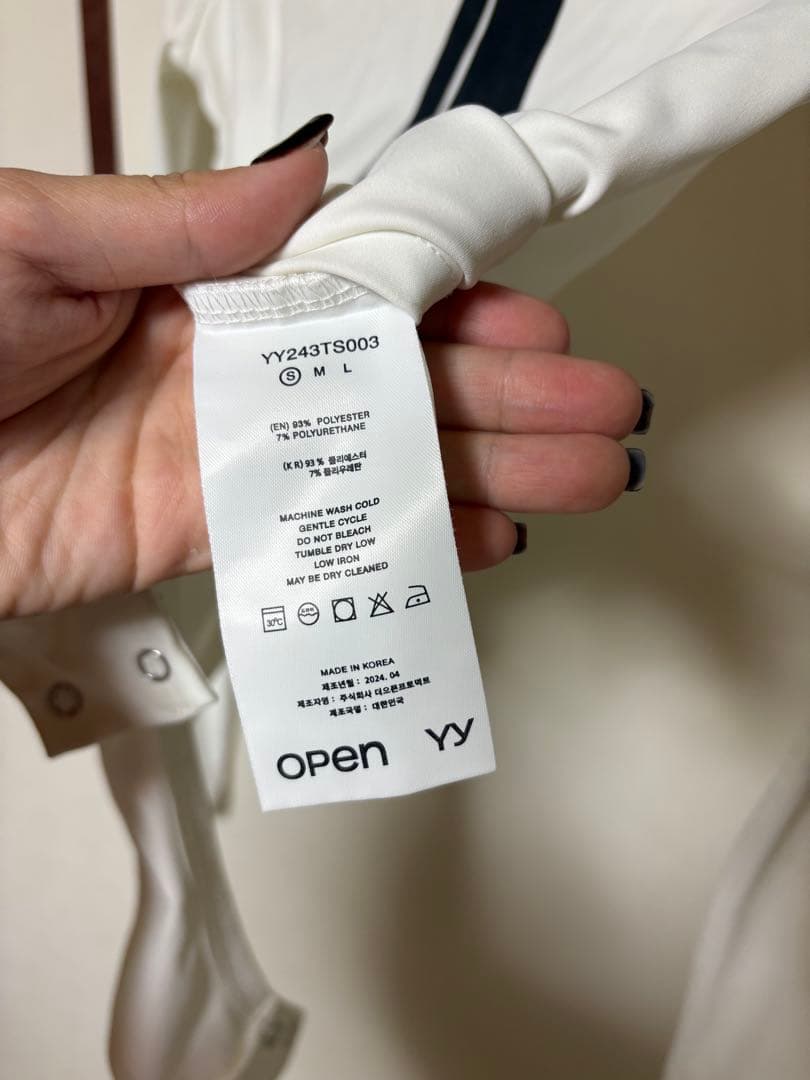 YY243TS003
S M L
(EN) 93% POLYESTER
7% POLYURETHANE
(KR) 93% 폴리에스터
7% 폴리우레탄
MACHINE WASH COLD
GENTLE CYCLE
DO NOT BLEACH
TUMBLE DRY LOW
LOW IRON
MAY BE DRY CLEANED
30°C
MADE IN KOREA
제조년월 : 2024. 04
제조자명 : 주식회사 더오픈프로덕트
제조국명 : 대한민국
OPEN YY